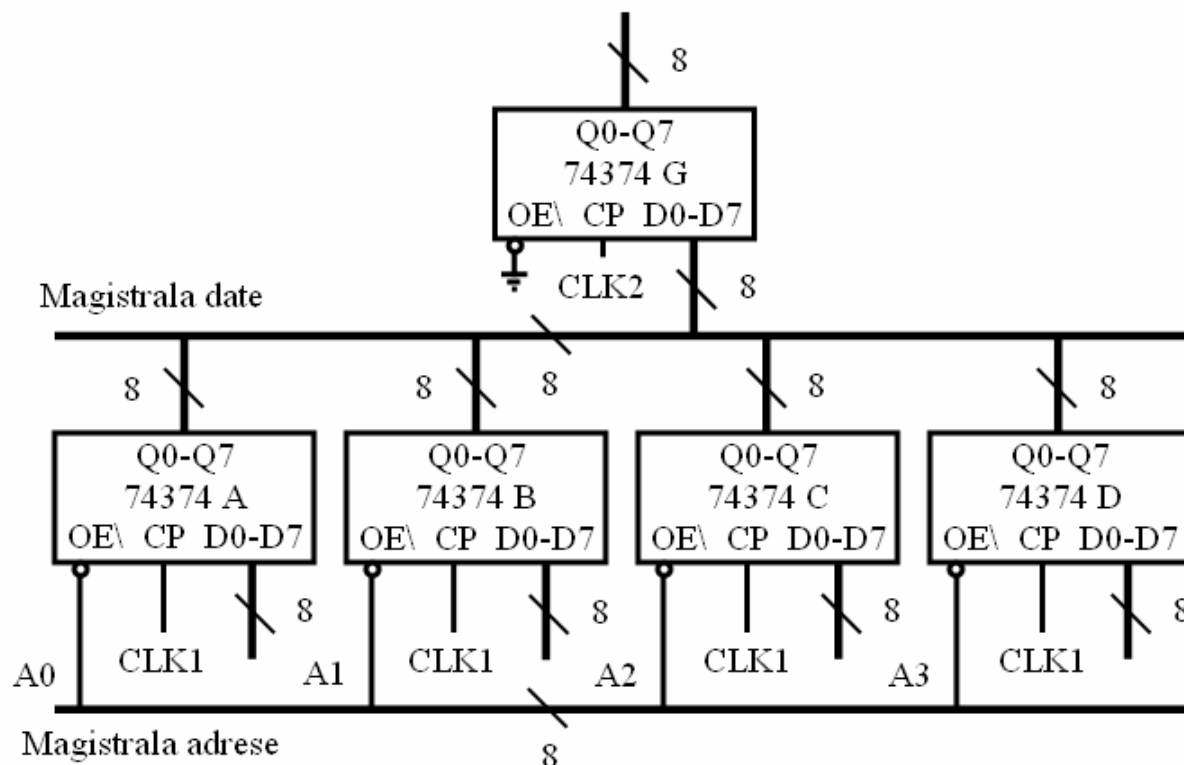 8
Q0-Q7
74374 G
OE\ CP D0-D7
CLK2
8
Magistrala date
8
8
8
8
8
Q0-Q7
74374 A
OE\ CP D0-D7
Q0-Q7
74374 B
OE\ CP D0-D7
Q0-Q7
74374 C
OE\ CP D0-D7
Q0-Q7
74374 D
OE\ CP D0-D7
8
8
8
8
A0
CLK1
A1
CLK1
A2
CLK1
A3
CLK1
Magistrala adrese
8